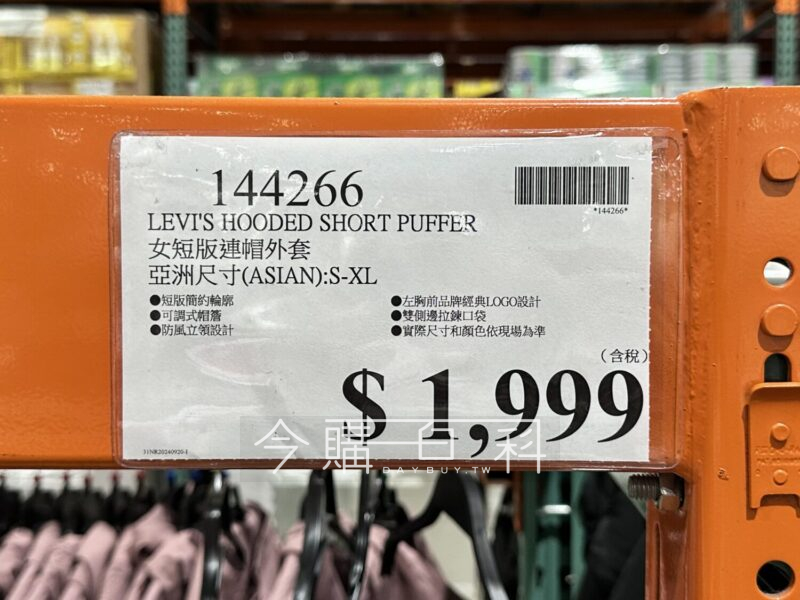 144266
*144266*
LEVI'S HOODED SHORT PUFFER
女短版連帽外套
亞洲尺寸(ASIAN):S-XL
●短版簡約輪廓
●可調式帽簷
●防風立領設計
●左胸前品牌經典LOGO設計
●雙側邊拉鍊口袋
●實際尺寸和顏色依現場為準
(含稅)
$ 1,999
31NR20240920-1
今購百科
DAYBUY.TW